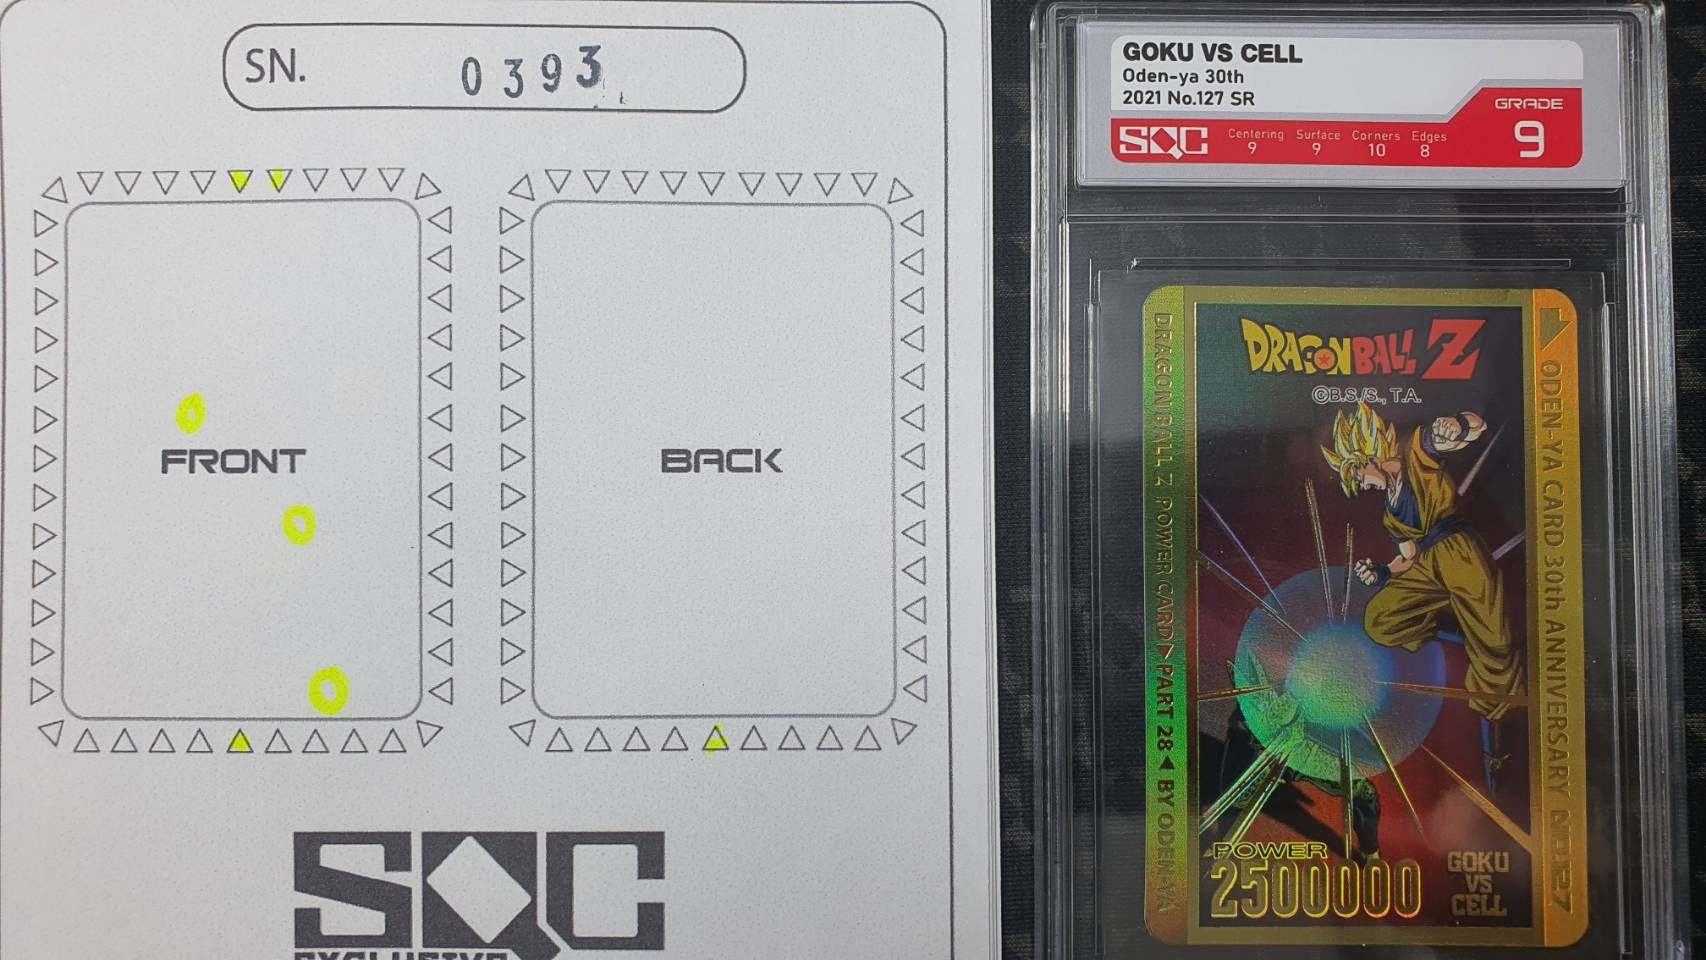 SN. 0393
FRONT
BACK
SQC
EXCLUSIVE
GOKU VS CELL
Oden-ya 30th
2021 No.127 SR
GRADE
9
SQC
Centering Surface Corners Edges
9 9 10 8
DRAGON BALL Z
©B.S./S., T.A.
DRAGON BALL Z POWER CARD▶PART 28◀BY ODEN-YA
ODEN-YA CARD 30th ANNIVERSARY NO.127
POWER
2500000
GOKU
VS
CELL